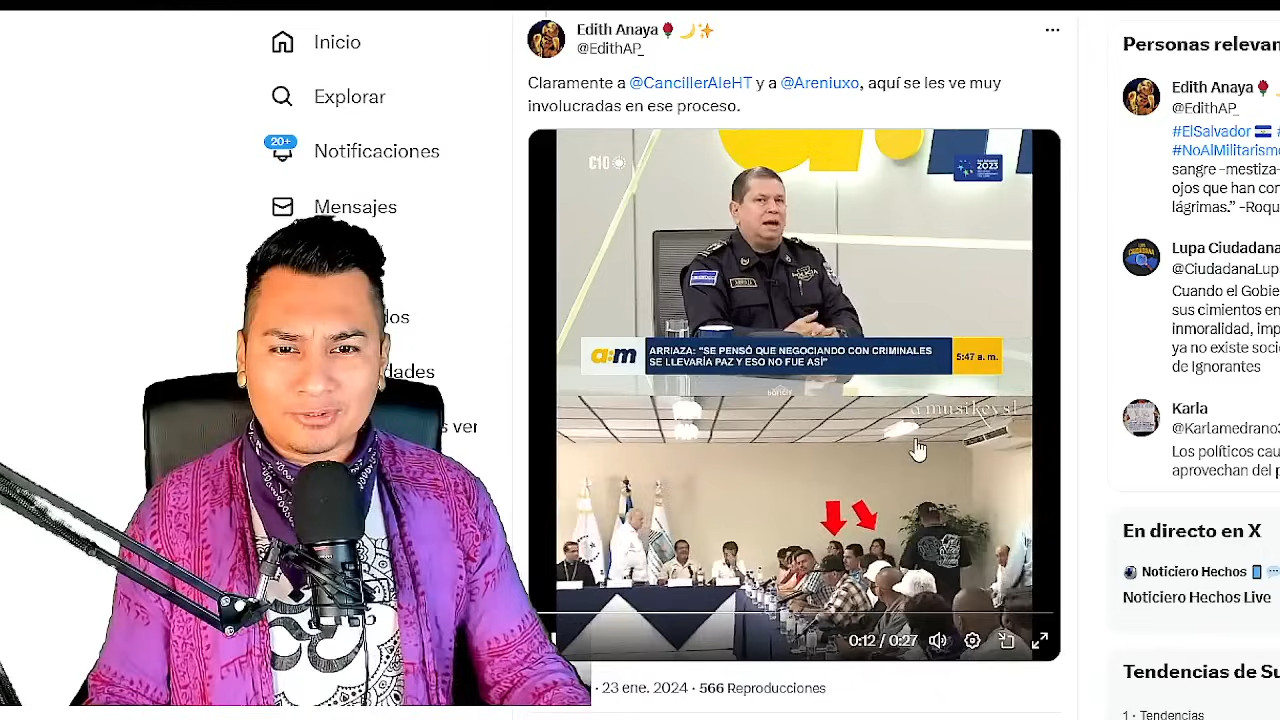 Inicio
Explorar
20+
Notificaciones
Mensajes
dos
dades
s ver
Edith Anaya
@EdithAP_
Claramente a @CancillerAleHT y a @Areniuxo, aquí se les ve muy
involucradas en ese proceso.
C10
2023
POLICIA
ARRIAZA
a:m
ARRIAZA: "SE PENSÓ QUE NEGOCIANDO CON CRIMINALES
SE LLEVARÍA PAZ Y ESO NO FUE ASÍ"
5:47 a. m.
0:12 / 0:27
· 23 ene. 2024 · 566 Reproducciones
Personas relevan
Edith Anaya
@EdithAP_
#ElSalvador #
#NoAlMilitarismo
sangre -mestiza-
ojos que han con
lágrimas." -Roqu
Lupa Ciudadana
@CiudadanaLup
Cuando el Gobie
sus cimientos en
inmoralidad, imp
ya no existe soci
de Ignorantes
Karla
@Karlamedrano3
Los políticos cau
aprovechan del p
En directo en X
Noticiero Hechos
Noticiero Hechos Live
Tendencias de Su
1 · Tendencias